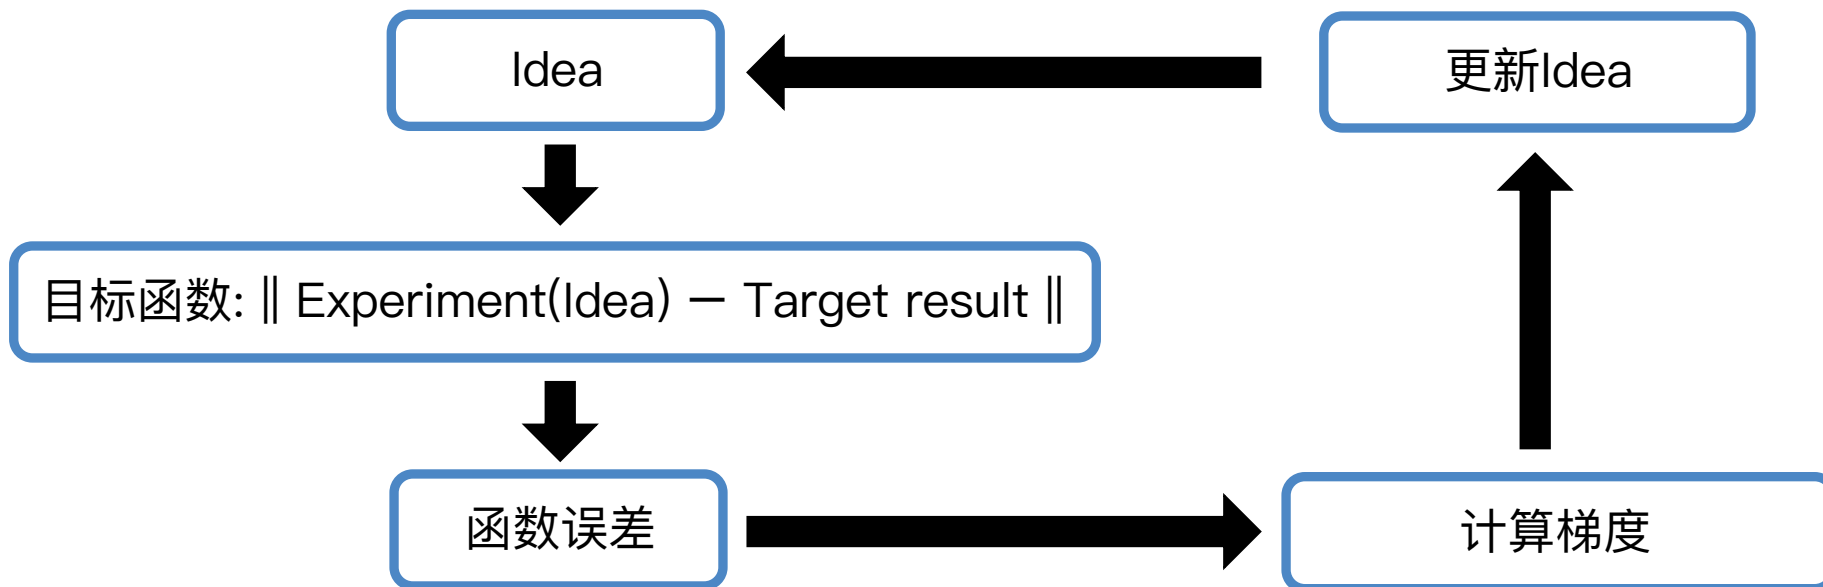 Idea
更新Idea
目标函数: ‖ Experiment(Idea) − Target result ‖
函数误差
计算梯度